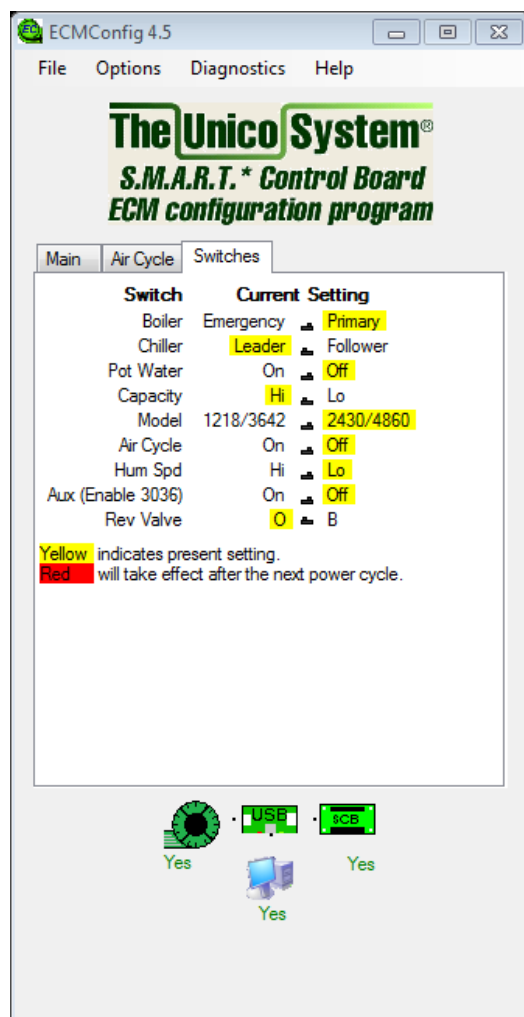 ECMConfig 4.5
File Options Diagnostics Help
The Unico System®
S.M.A.R.T.* Control Board
ECM configuration program
Main Air Cycle Switches
Switch Current Setting
Boiler Emergency Primary
Chiller Leader Follower
Pot Water On Off
Capacity Hi Lo
Model 1218/3642 2430/4860
Air Cycle On Off
Hum Spd Hi Lo
Aux (Enable 3036) On Off
Rev Valve O B
Yellow indicates present setting.
Red will take effect after the next power cycle.
USB SCB
Yes Yes
Yes